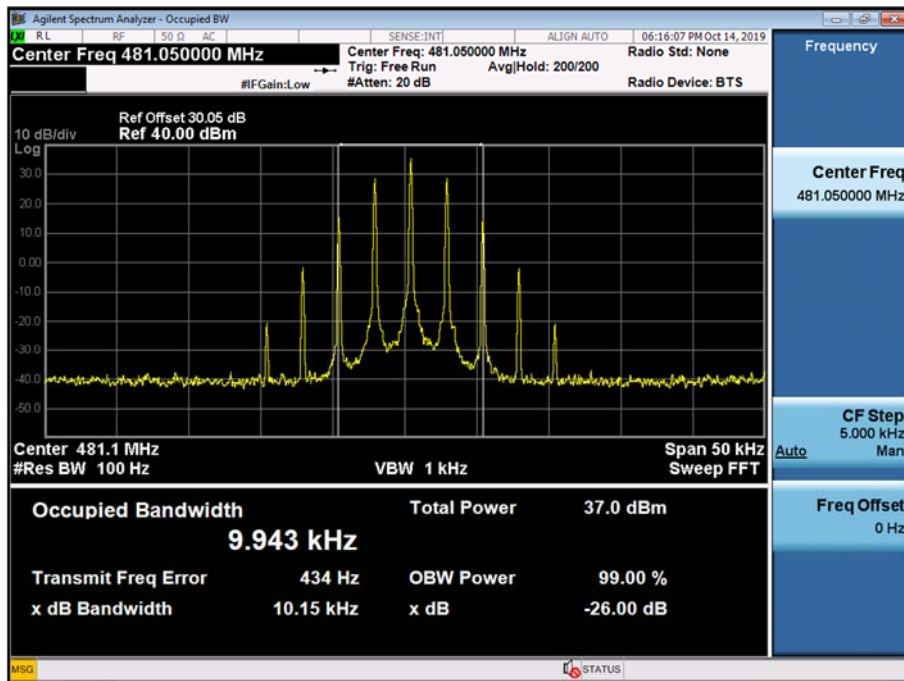 Agilent Spectrum Analyzer - Occupied BW
LXI RL RF 50 Ω AC SENSE:INT ALIGN AUTO 06:16:07 PM Oct 14, 2019
Center Freq 481.050000 MHz
Center Freq: 481.050000 MHz Radio Std: None
Trig: Free Run Avg|Hold: 200/200
#IFGain:Low #Atten: 20 dB Radio Device: BTS
Ref Offset 30.05 dB
10 dB/div Ref 40.00 dBm
Log
30.0
20.0
10.0
0.00
-10.0
-20.0
-30.0
-40.0
-50.0
Center 481.1 MHz Span 50 kHz
#Res BW 100 Hz VBW 1 kHz Sweep FFT
Occupied Bandwidth Total Power 37.0 dBm
9.943 kHz
Transmit Freq Error 434 Hz OBW Power 99.00 %
x dB Bandwidth 10.15 kHz x dB -26.00 dB
MSG STATUS
Frequency
Center Freq
481.050000 MHz
CF Step
5.000 kHz
Auto Man
Freq Offset
0 Hz